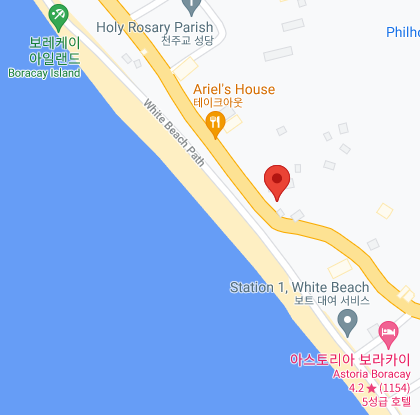 Holy Rosary Parish
천주교 성당
Philho
보레케이
아일랜드
Boracay Island
Ariel's House
테이크아웃
White Beach Path
Station 1, White Beach
보트 대여 서비스
아스토리아 보라카이
Astoria Boracay
4.2★ (1154)
5성급 호텔